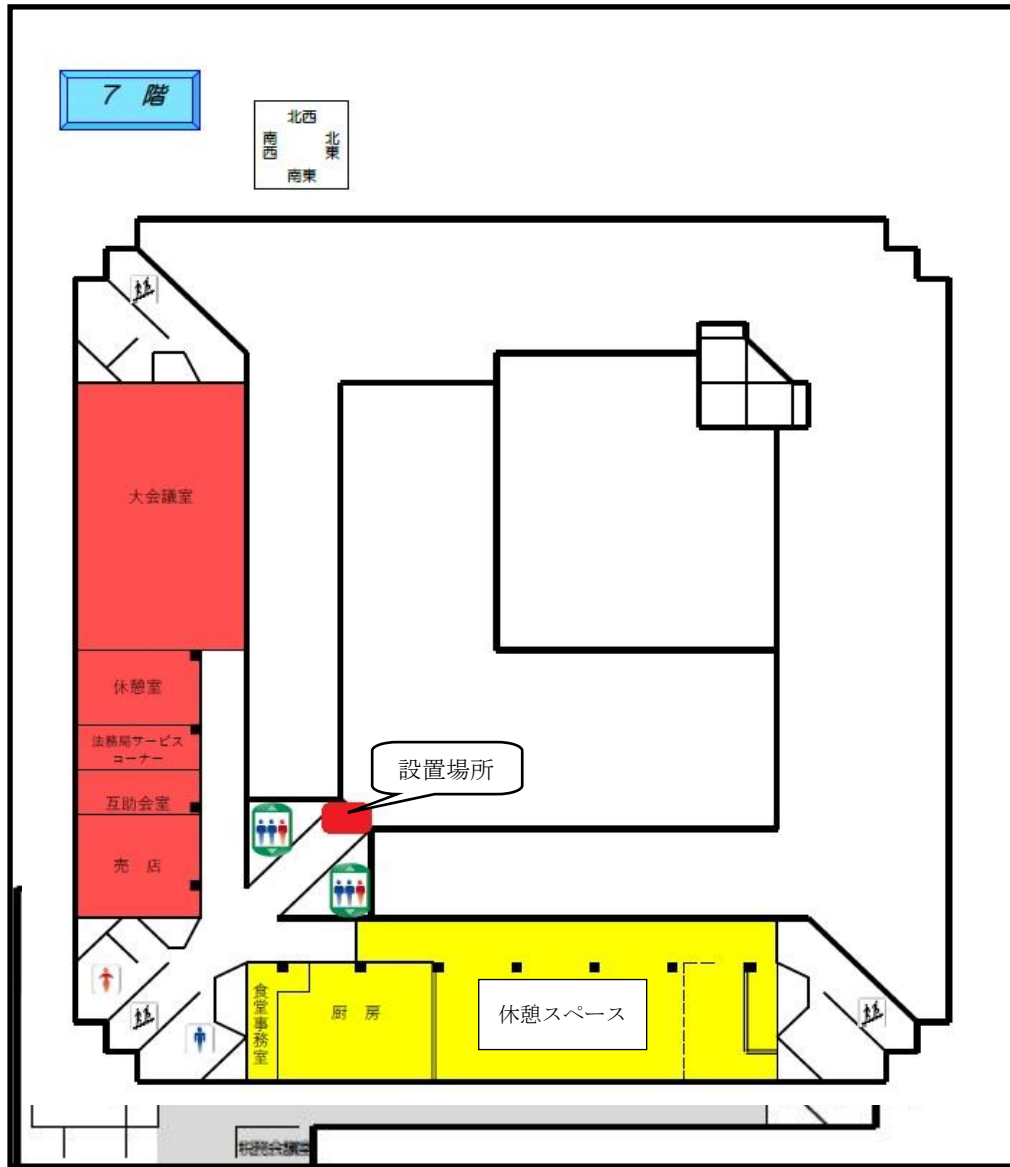 ７ 階
北西
南西
北東
南東
大会議室
休憩室
法務局サービス
コーナー
設置場所
互助会室
売 店
食堂事務室
厨 房
休憩スペース